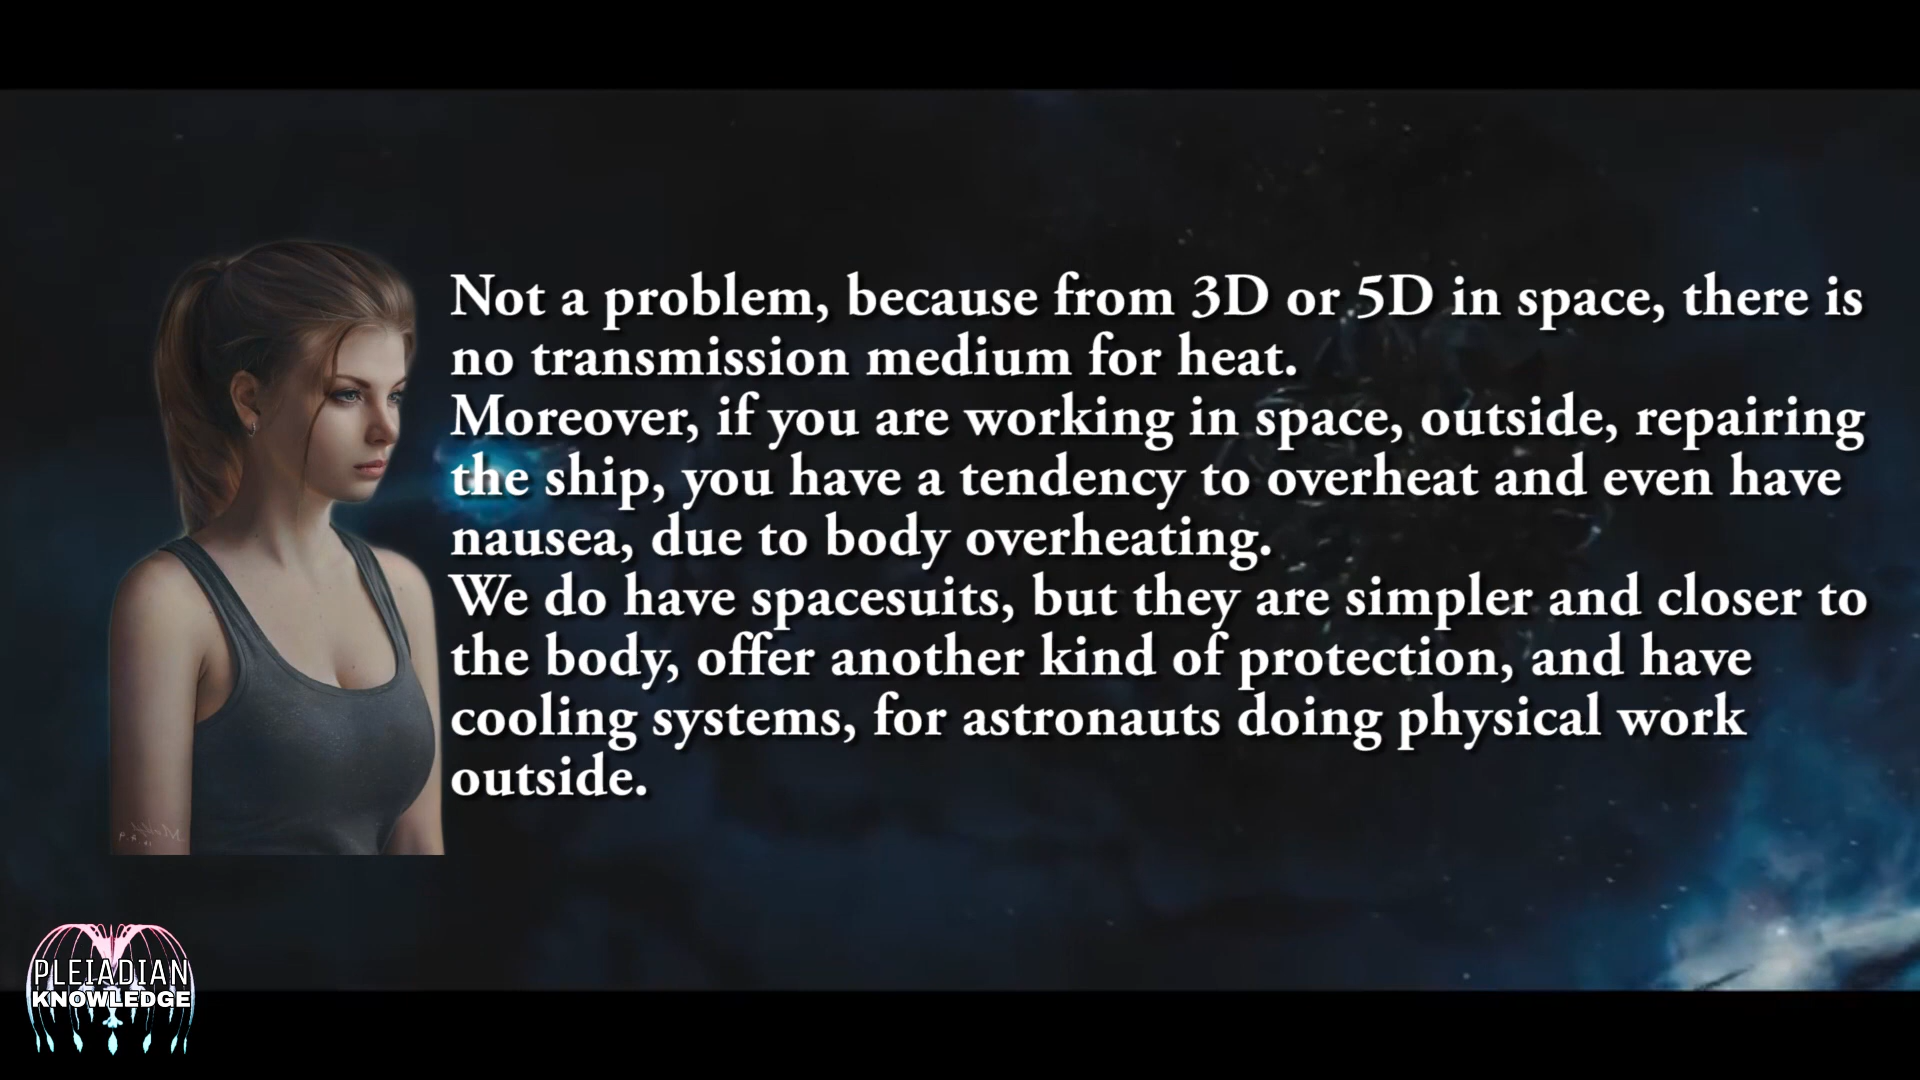 Not a problem, because from 3D or 5D in space, there is
no transmission medium for heat.
Moreover, if you are working in space, outside, repairing
the ship, you have a tendency to overheat and even have
nausea, due to body overheating.
We do have spacesuits, but they are simpler and closer to
the body, offer another kind of protection, and have
cooling systems, for astronauts doing physical work
outside.
PLEIADIAN
KNOWLEDGE